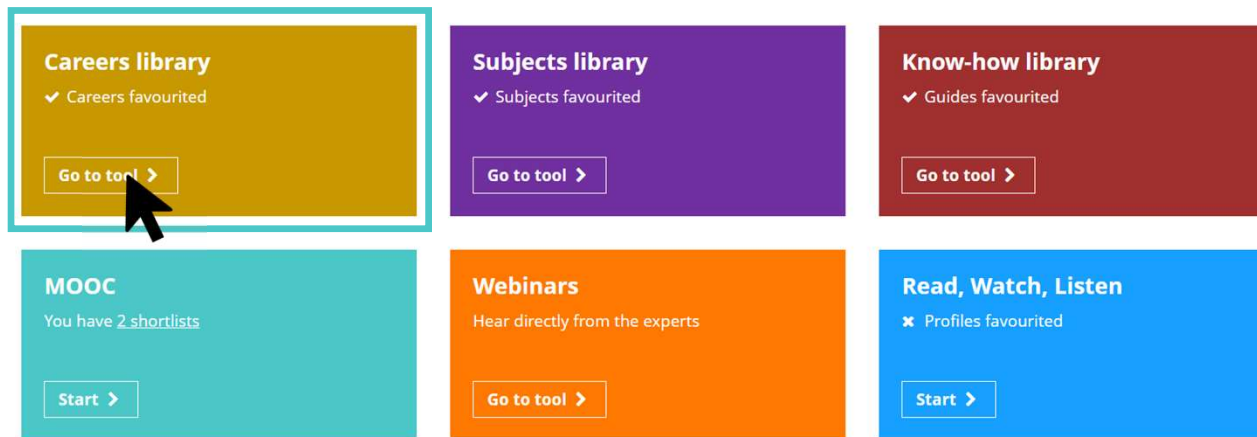 Careers library
Careers favourited
Go to tool
Subjects library
Subjects favourited
Go to tool
Know-how library
Guides favourited
Go to tool
MOOC
You have 2 shortlists
Start
Webinars
Hear directly from the experts
Go to tool
Read, Watch, Listen
Profiles favourited
Start